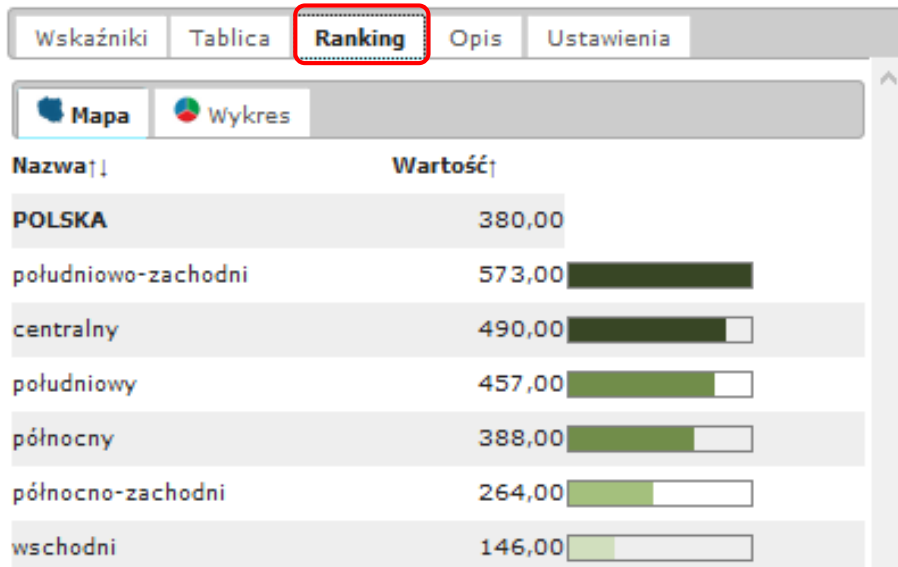 Wskaźniki Tablica Ranking Opis Ustawienia
Mapa Wykres
Nazwa↑↓ Wartość↑
POLSKA 380,00
południowo-zachodni 573,00
centralny 490,00
południowy 457,00
północny 388,00
północno-zachodni 264,00
wschodni 146,00